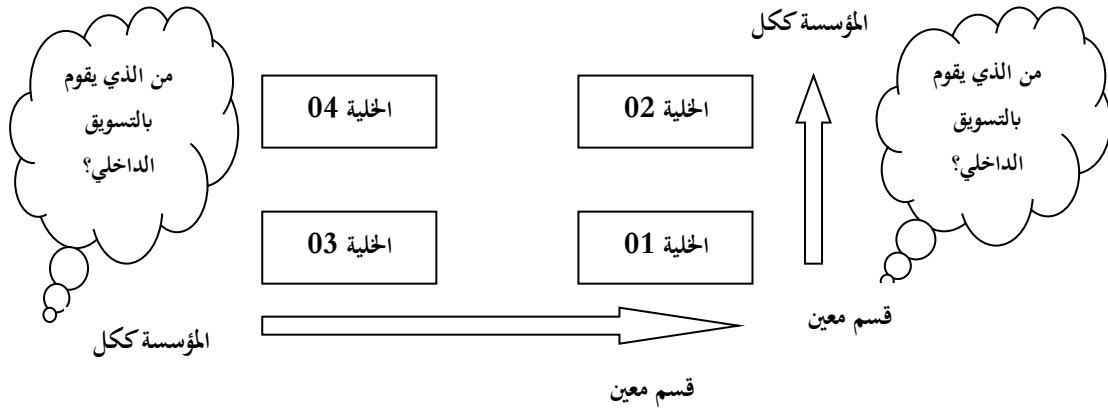 المؤسسة ككل
من الذي يقوم
بالتسويق
الداخلي؟
الخلية 02
الخلية 04
من الذي يقوم
بالتسويق
الداخلي؟
الخلية 01
الخلية 03
قسم معين
المؤسسة ككل
قسم معين